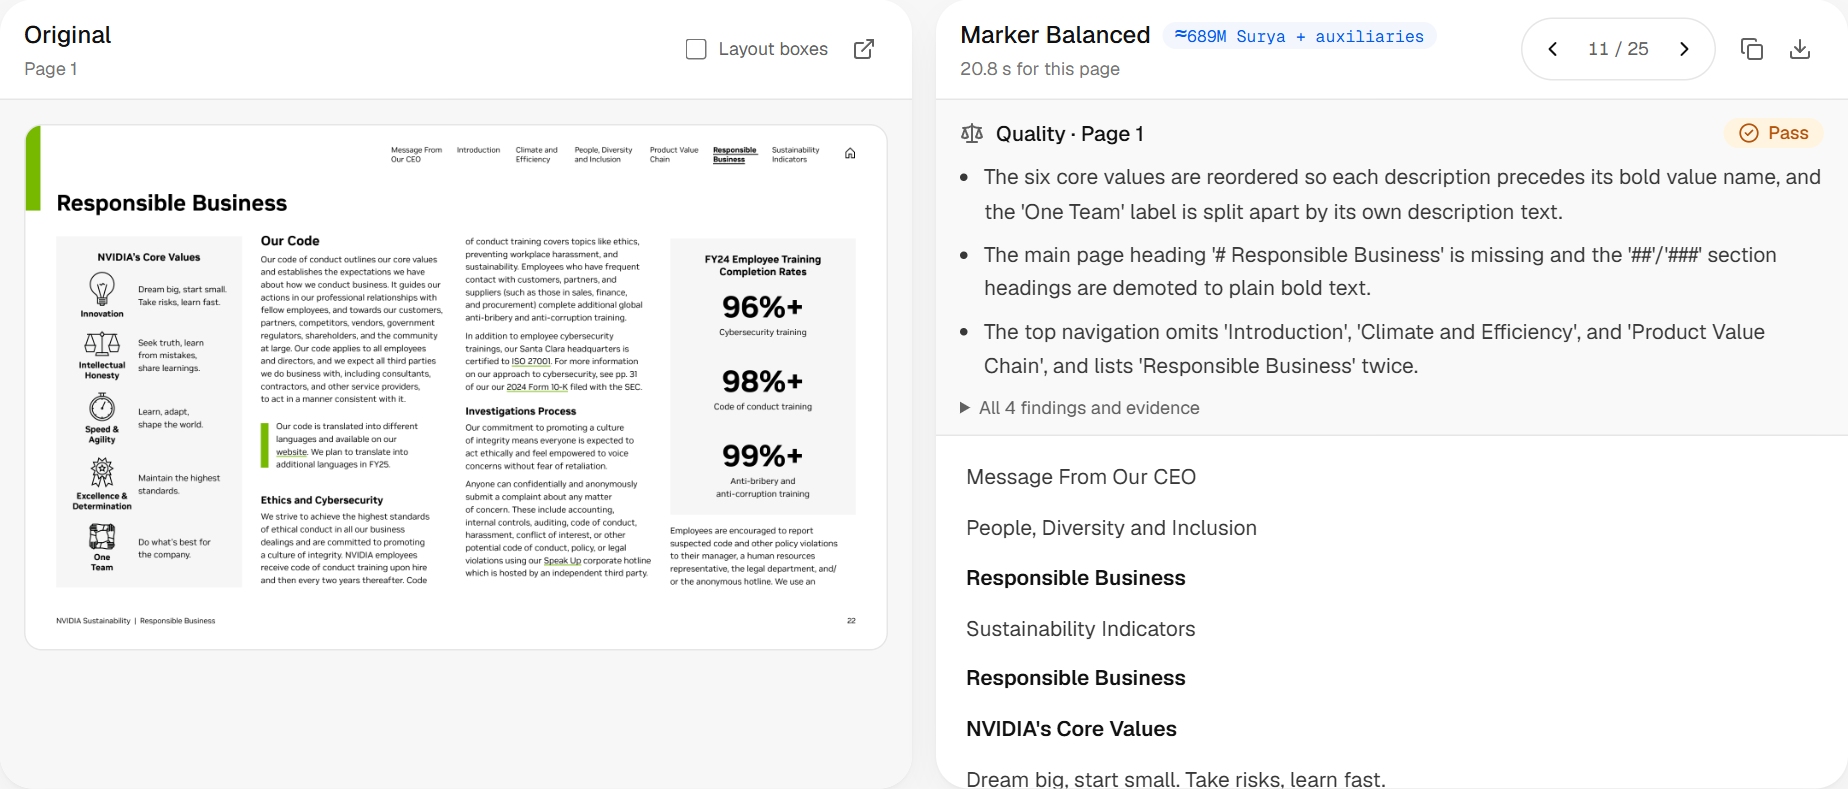 Original
Page 1
Layout boxes
Message From
Our CEO
Introduction
Climate and
Efficiency
People, Diversity
and Inclusion
Product Value
Chain
Responsible
Business
Sustainability
Indicators
Responsible Business
NVIDIA's Core Values
Dream big, start small.
Take risks, learn fast.
Innovation
Seek truth, learn
from mistakes,
share learnings.
Intellectual
Honesty
Learn, adapt,
shape the world.
Speed &
Agility
Maintain the highest
standards.
Excellence &
Determination
Do what's best for
the company.
One
Team
Our Code
Our code of conduct outlines our core values
and establishes the expectations we have
about how we conduct business. It guides our
actions in our professional relationships with
fellow employees, and towards our customers,
partners, competitors, vendors, government
regulators, shareholders, and the community
at large. Our code applies to all employees
and directors, and we expect all third parties
we do business with, including consultants,
contractors, and other service providers,
to act in a manner consistent with it.
Our code is translated into different
languages and available on our
website. We plan to translate into
additional languages in FY25.
Ethics and Cybersecurity
We strive to achieve the highest standards
of ethical conduct in all our business
dealings and are committed to promoting
a culture of integrity. NVIDIA employees
receive code of conduct training upon hire
and then every two years thereafter. Code
of conduct training covers topics like ethics,
preventing workplace harassment, and
sustainability. Employees who have frequent
contact with customers, partners, and
suppliers (such as those in sales, finance,
and procurement) complete additional global
anti-bribery and anti-corruption training.
In addition to employee cybersecurity
trainings, our Santa Clara headquarters is
certified to ISO 27001. For more information
on our approach to cybersecurity, see pp. 31
of our our 2024 Form 10-K filed with the SEC.
Investigations Process
Our commitment to promoting a culture
of integrity means everyone is expected to
act ethically and feel empowered to voice
concerns without fear of retaliation.
Anyone can confidentially and anonymously
submit a complaint about any matter
of concern. These include accounting,
internal controls, auditing, code of conduct,
harassment, conflict of interest, or other
potential code of conduct, policy, or legal
violations using our Speak Up corporate hotline
which is hosted by an independent third party.
FY24 Employee Training
Completion Rates
96%+
Cybersecurity training
98%+
Code of conduct training
99%+
Anti-bribery and
anti-corruption training
Employees are encouraged to report
suspected code and other policy violations
to their manager, a human resources
representative, the legal department, and/
or the anonymous hotline. We use an
NVIDIA Sustainability | Responsible Business
22
Marker Balanced
≈689M Surya + auxiliaries
20.8 s for this page
11 / 25
Quality · Page 1
Pass
• The six core values are reordered so each description precedes its bold value name, and
the 'One Team' label is split apart by its own description text.
• The main page heading '# Responsible Business' is missing and the '##'/'###' section
headings are demoted to plain bold text.
• The top navigation omits 'Introduction', 'Climate and Efficiency', and 'Product Value
Chain', and lists 'Responsible Business' twice.
All 4 findings and evidence
Message From Our CEO
People, Diversity and Inclusion
Responsible Business
Sustainability Indicators
Responsible Business
NVIDIA's Core Values
Dream big, start small. Take risks, learn fast.